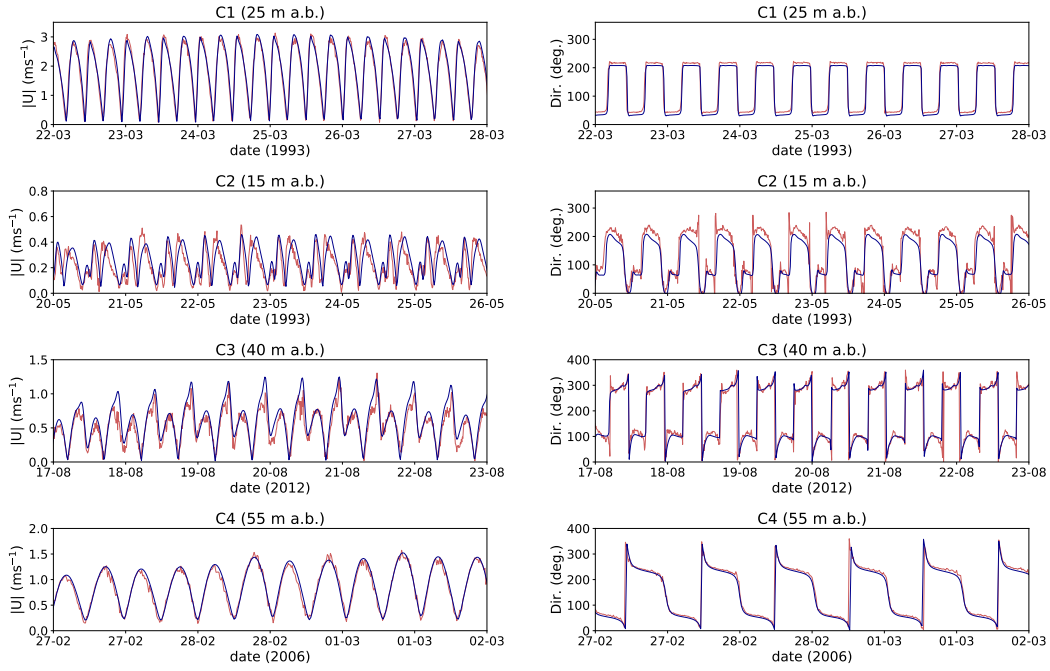 C1 (25 m a.b.)
|U| (ms⁻¹)
3
2
1
0
22-03 23-03 24-03 25-03 26-03 27-03 28-03
date (1993)
C1 (25 m a.b.)
Dir. (deg.)
300
200
100
0
22-03 23-03 24-03 25-03 26-03 27-03 28-03
date (1993)
C2 (15 m a.b.)
|U| (ms⁻¹)
0.8
0.6
0.4
0.2
0.0
20-05 21-05 22-05 23-05 24-05 25-05 26-05
date (1993)
C2 (15 m a.b.)
Dir. (deg.)
300
200
100
0
20-05 21-05 22-05 23-05 24-05 25-05 26-05
date (1993)
C3 (40 m a.b.)
|U| (ms⁻¹)
1.5
1.0
0.5
0.0
17-08 18-08 19-08 20-08 21-08 22-08 23-08
date (2012)
C3 (40 m a.b.)
Dir. (deg.)
400
300
200
100
0
17-08 18-08 19-08 20-08 21-08 22-08 23-08
date (2012)
C4 (55 m a.b.)
|U| (ms⁻¹)
2.0
1.5
1.0
0.5
0.0
27-02 27-02 28-02 28-02 01-03 01-03 02-03
date (2006)
C4 (55 m a.b.)
Dir. (deg.)
400
300
200
100
0
27-02 27-02 28-02 28-02 01-03 01-03 02-03
date (2006)